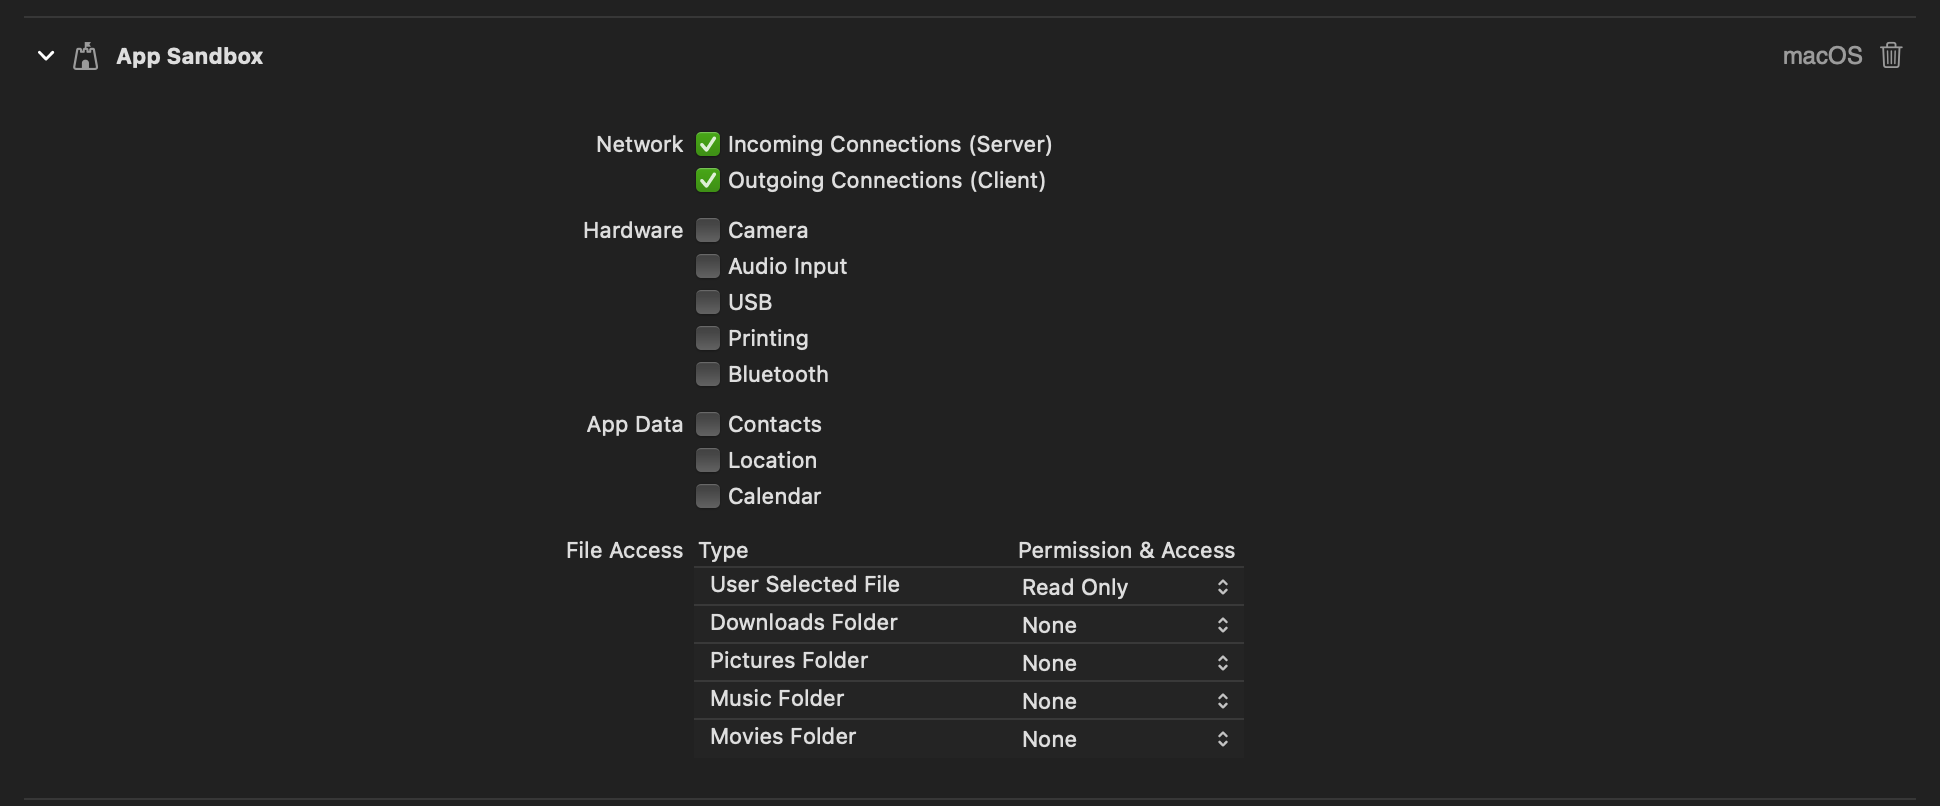 App Sandbox macOS
Network Incoming Connections (Server)
Outgoing Connections (Client)
Hardware Camera
Audio Input
USB
Printing
Bluetooth
App Data Contacts
Location
Calendar
File Access Type Permission & Access
User Selected File Read Only
Downloads Folder None
Pictures Folder None
Music Folder None
Movies Folder None